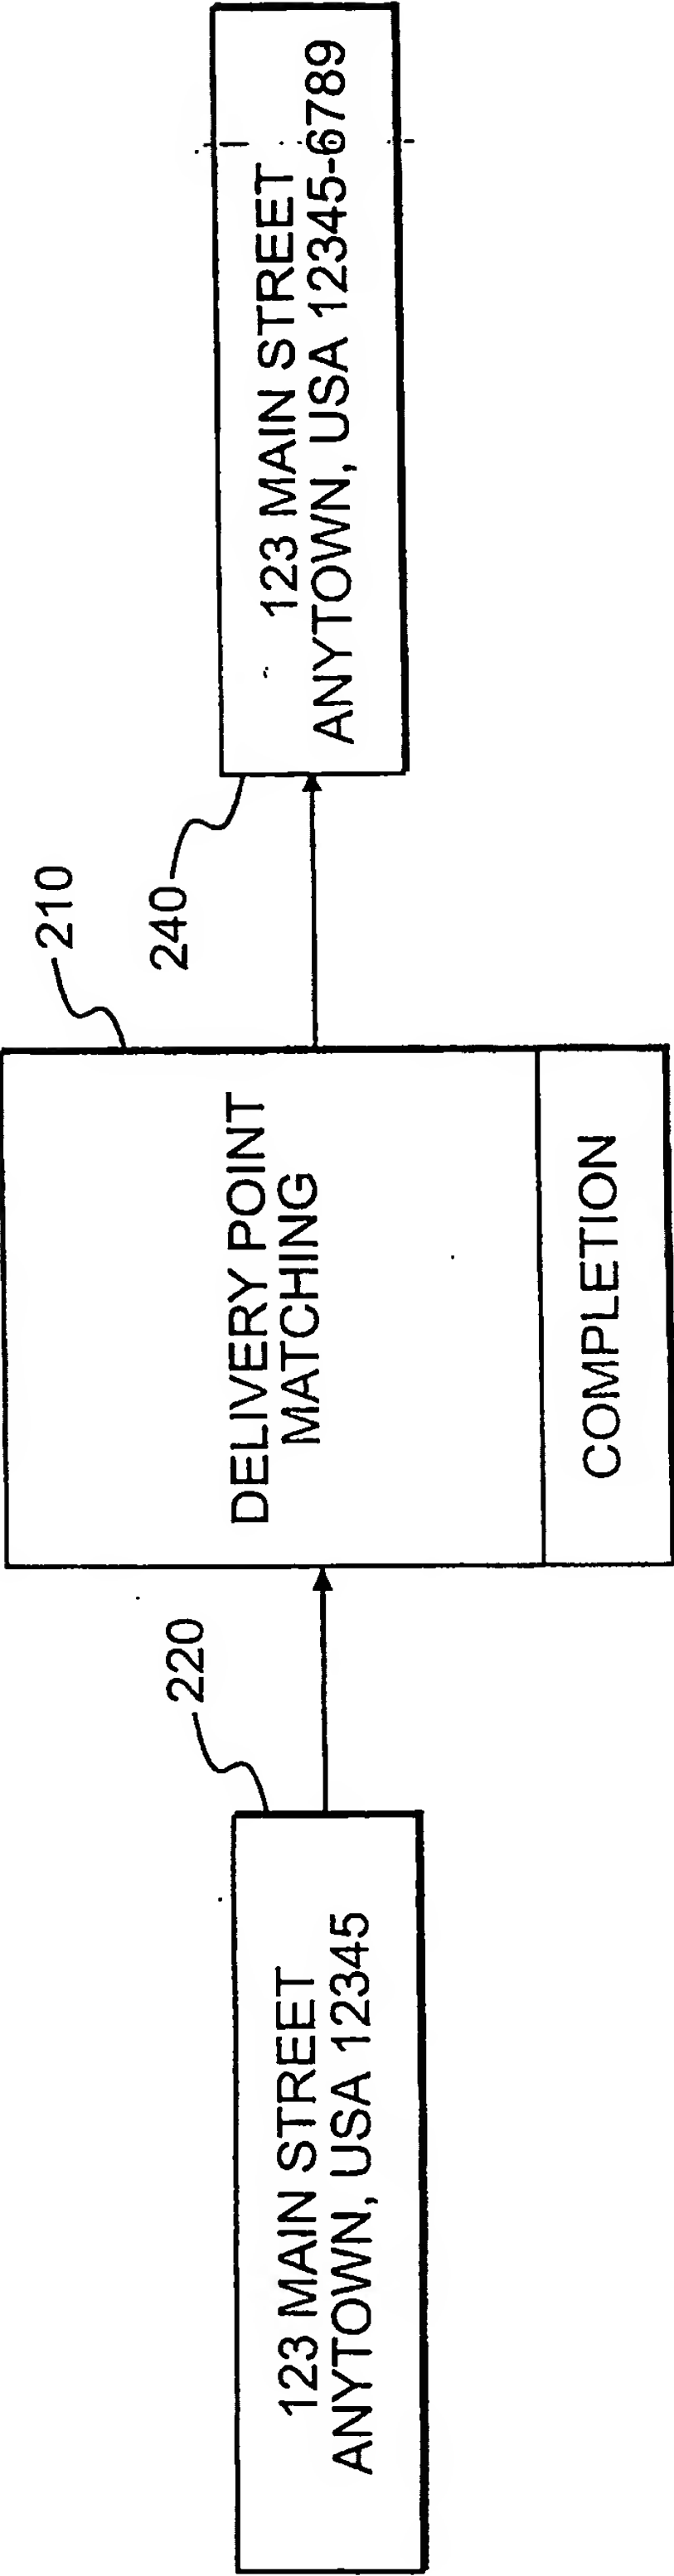 123 MAIN STREET
ANYTOWN, USA 12345
220
DELIVERY POINT
MATCHING
COMPLETION
210
240
123 MAIN STREET
ANYTOWN, USA 12345-6789